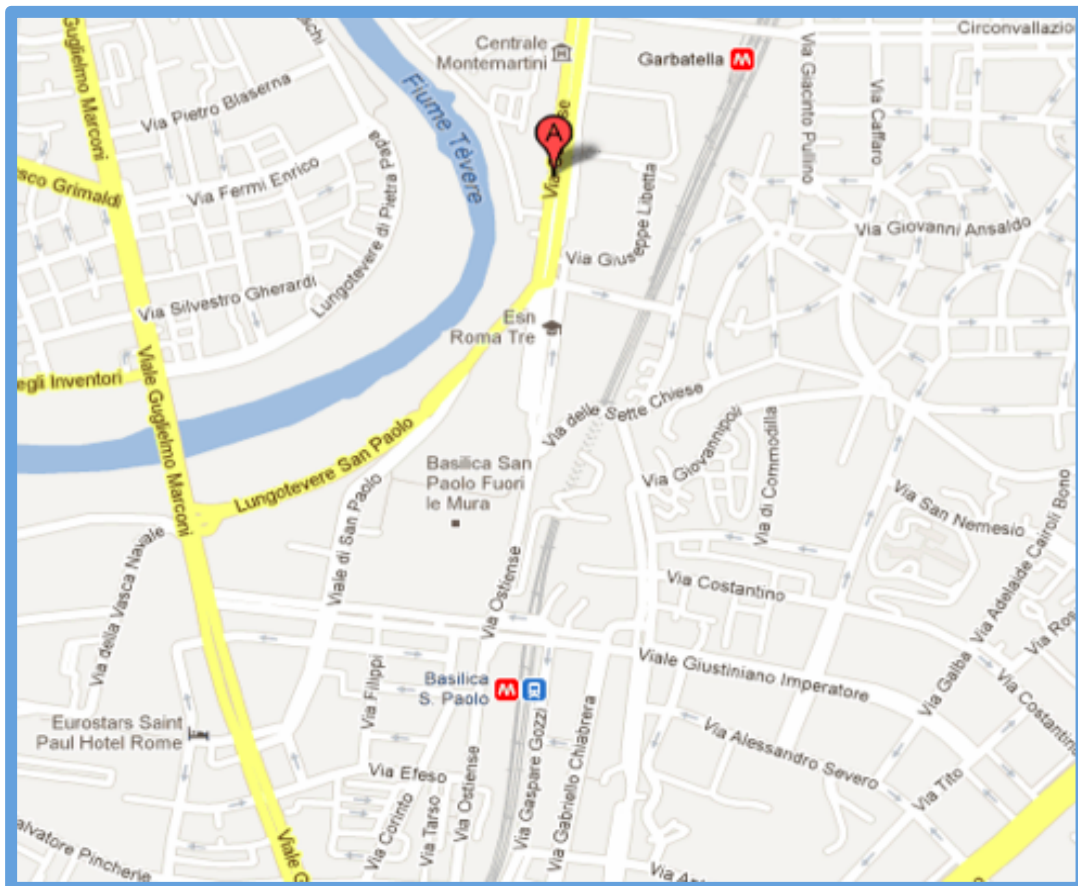 Circonvallazio
Centrale
Montemartini
Garbatella
M
Via Giacinto Pullino
Via Caffaro
Viale Guglielmo Marconi
Via Pietro Blaserna
Fiume Tèvere
A
Via Fermi Enrico
Lungotevere di Pietra Papa
Via Giuseppe Libetta
Via Giovanni Ansaldo
Via Silvestro Gherardi
Esn
Roma Tre
egli Inventori
Viale Guglielmo Marconi
Via delle Sette Chiese
Via Giovannipoli
Via di Commodilla
Lungotevere San Paolo
Basilica San
Paolo Fuori
le Mura
Viale di San Paolo
Via San Nemesio
Via Adelaide Cairoli Bono
Via della Vasca Navale
Via Ostiense
Via Costantino
Via Ros
Viale Giustiniano Imperatore
Via Galba
Via Costantino
Basilica
S. Paolo
M
Via Filippi
Eurostars Saint
Paul Hotel Rome
Via Gaspare Gozzi
Via Gabriello Chiabrera
Via Alessandro Severo
Via Tito
Via Efeso
Via Corinto
Via Tarso
Via Ostiense
alvatore Pincherle
Viale G